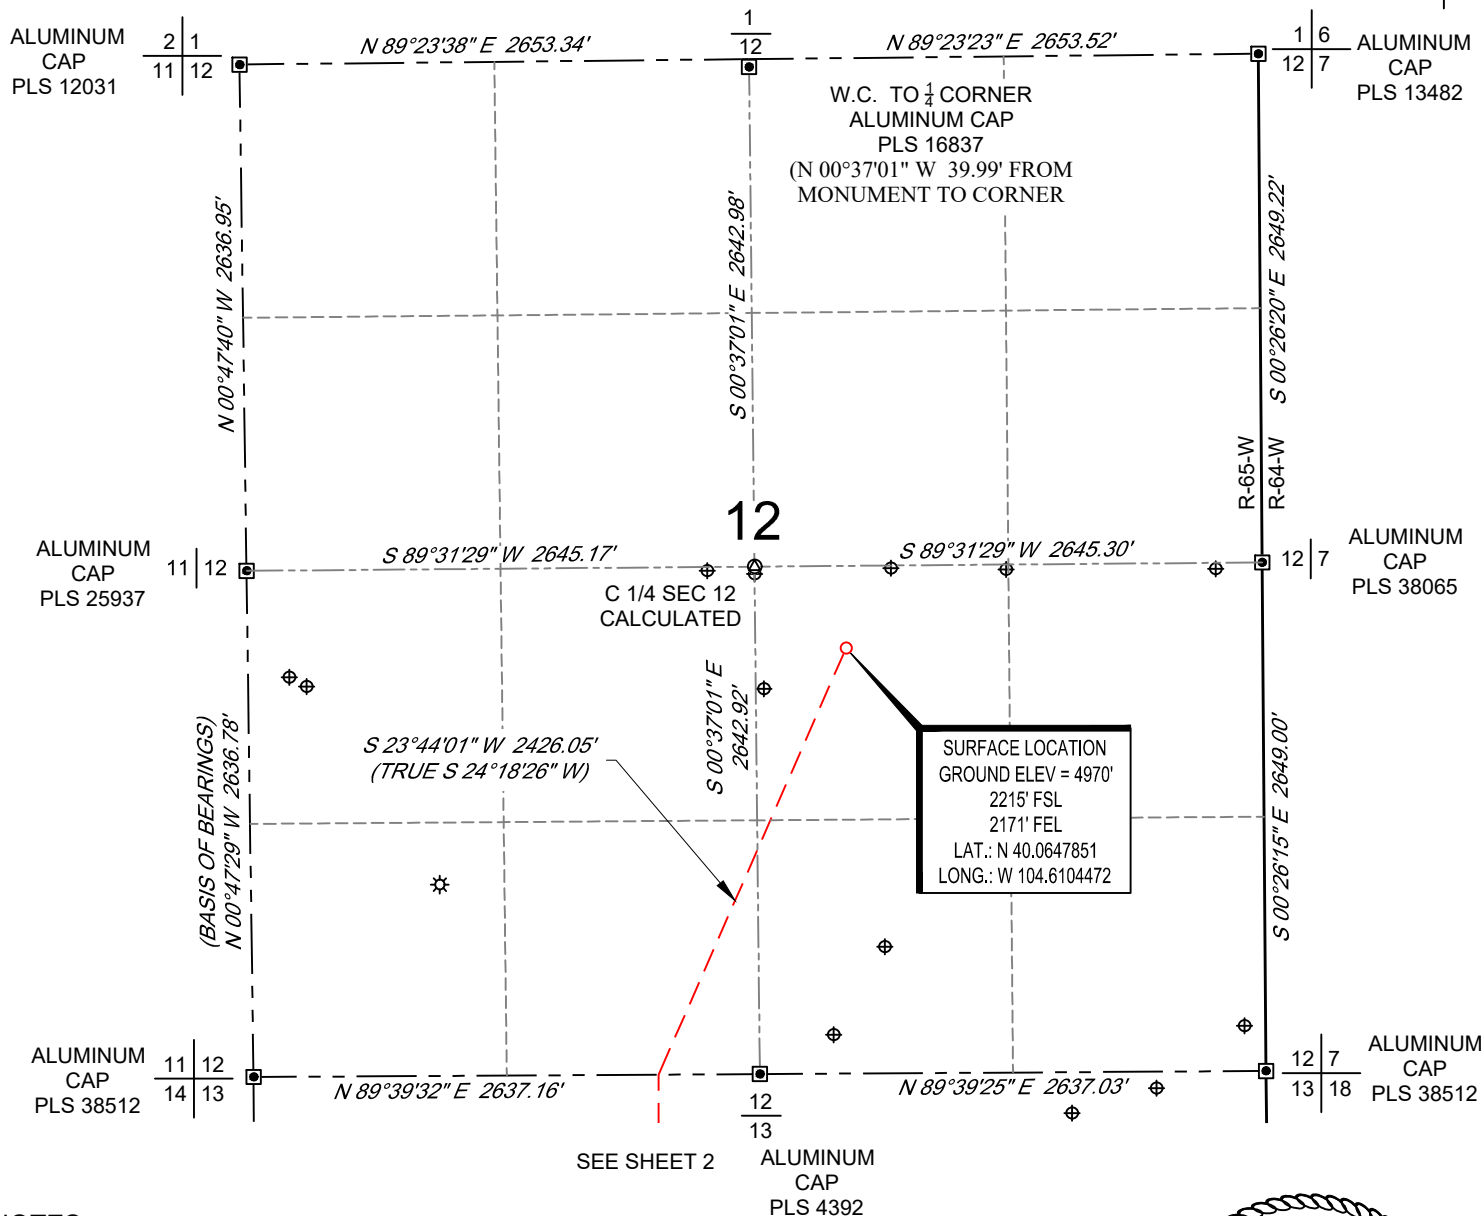 ALUMINUM
CAP
PLS 12031
2 1
11 12
N 89°23'38" E 2653.34'
1
12
N 89°23'23" E 2653.52'
1 6
12 7
ALUMINUM
CAP
PLS 13482
W.C. TO 1/4 CORNER
ALUMINUM CAP
PLS 16837
(N 00°37'01" W 39.99' FROM
MONUMENT TO CORNER
N 00°47'40" W 2636.95'
S 00°37'01" E 2642.98'
S 00°26'20" E 2649.22'
R-65-W
R-64-W
12
ALUMINUM
CAP
PLS 25937
11 12
S 89°31'29" W 2645.17'
S 89°31'29" W 2645.30'
12 7
ALUMINUM
CAP
PLS 38065
C 1/4 SEC 12
CALCULATED
S 00°37'01" E
2642.92'
(BASIS OF BEARINGS)
N 00°47'29" W 2636.78'
S 23°44'01" W 2426.05'
(TRUE S 24°18'26" W)
SURFACE LOCATION
GROUND ELEV = 4970'
2215' FSL
2171' FEL
LAT.: N 40.0647851
LONG.: W 104.6104472
S 00°26'15" E 2649.00'
ALUMINUM
CAP
PLS 38512
11 12
14 13
N 89°39'32" E 2637.16'
12
13
N 89°39'25" E 2637.03'
12 7
13 18
ALUMINUM
CAP
PLS 38512
SEE SHEET 2
ALUMINUM
CAP
PLS 4392